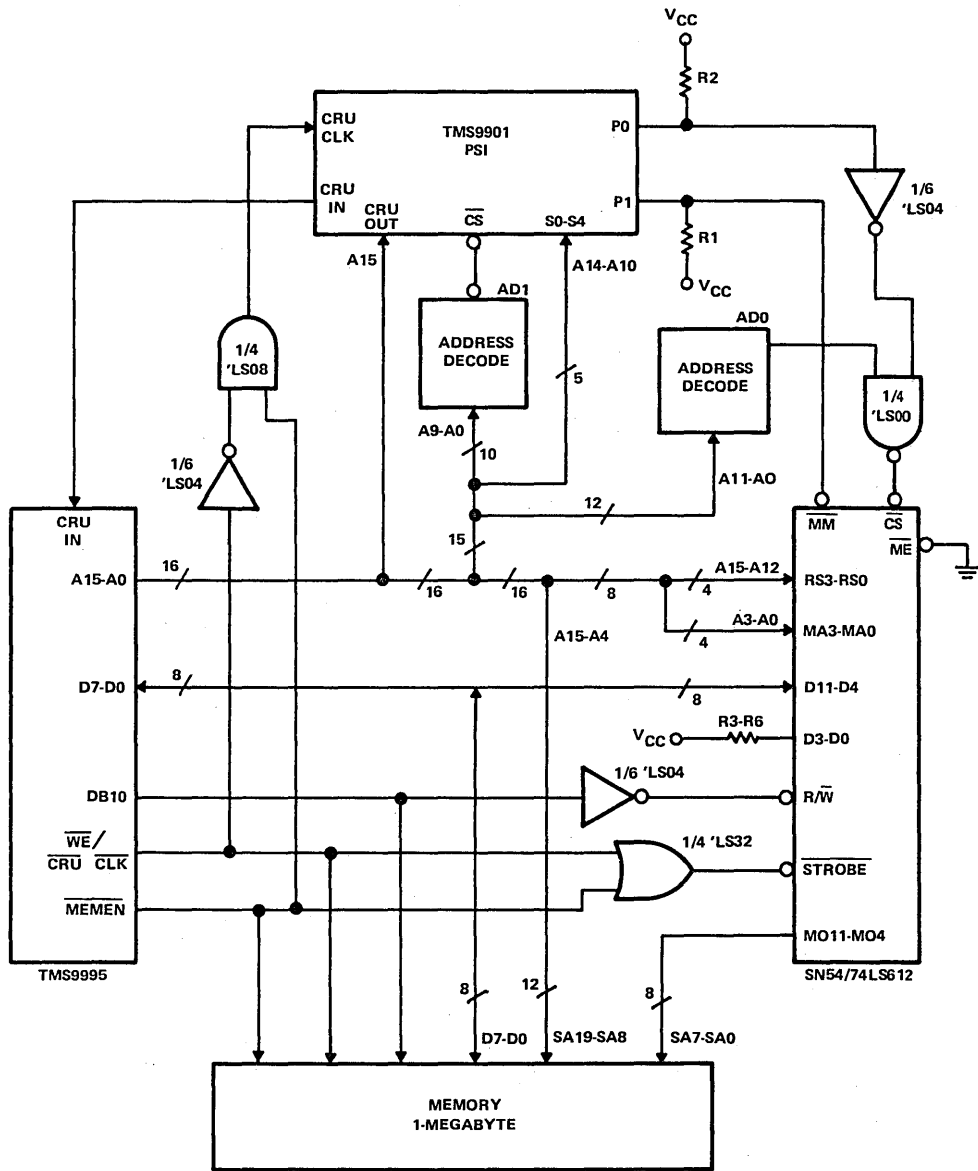 VCC
R2
CRU
CLK
TMS9901
PSI
P0
CRU
IN
CRU
OUT
CS
S0-S4
P1
1/6
'LS04
R1
VCC
A15
A14-A10
AD1
ADDRESS
DECODE
AD0
ADDRESS
DECODE
1/4
'LS08
5
1/4
'LS00
A9-A0
10
1/6
'LS04
A11-AO
12
15
CRU
IN
MM
CS
ME
A15-A0
16
16
16
8
A15-A12
4
RS3-RS0
A3-A0
4
MA3-MA0
A15-A4
D7-D0
8
8
D11-D4
R3-R6
VCC
D3-D0
1/6 'LS04
DB10
R/W
WE/
CRU CLK
1/4 'LS32
STROBE
MEMEN
MO11-MO4
TMS9995
SN54/74LS612
8
12
8
D7-D0
SA19-SA8
SA7-SA0
MEMORY
1-MEGABYTE